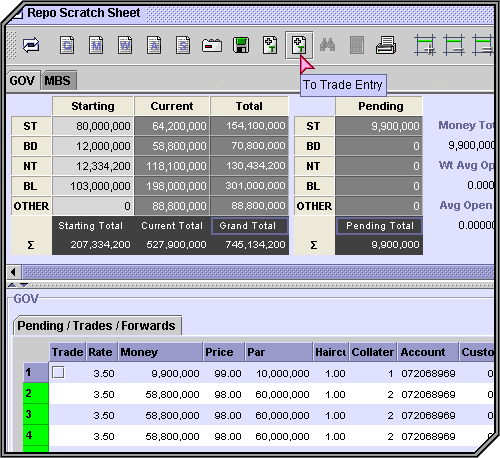 Repo Scratch Sheet
G M W A S
To Trade Entry
GOV MBS
Starting Current Total Pending
ST 80,000,000 64,200,000 154,100,000 ST 9,900,000 Money Tot
BD 12,000,000 58,800,000 70,800,000 BD 9,900,00
NT 12,334,200 118,100,000 130,434,200 NT Wt Avg Op
BL 103,000,000 198,000,000 301,000,000 BL 0.000
OTHER 0 88,800,000 88,800,000 OTHER Avg Open
Starting Total Current Total Grand Total Pending Total 0.0000
Σ 207,334,200 527,900,000 745,134,200 Σ 9,900,000
GOV
Pending / Trades / Forwards
Trade Rate Money Price Par Haircu Collater Account Custo
1 3.50 9,900,000 99.00 10,000,000 1.00 1 072068969
2 3.50 58,800,000 98.00 60,000,000 1.00 2 072068969
3 3.50 58,800,000 98.00 60,000,000 1.00 2 072068969
4 3.50 58,800,000 98.00 60,000,000 1.00 2 072068969